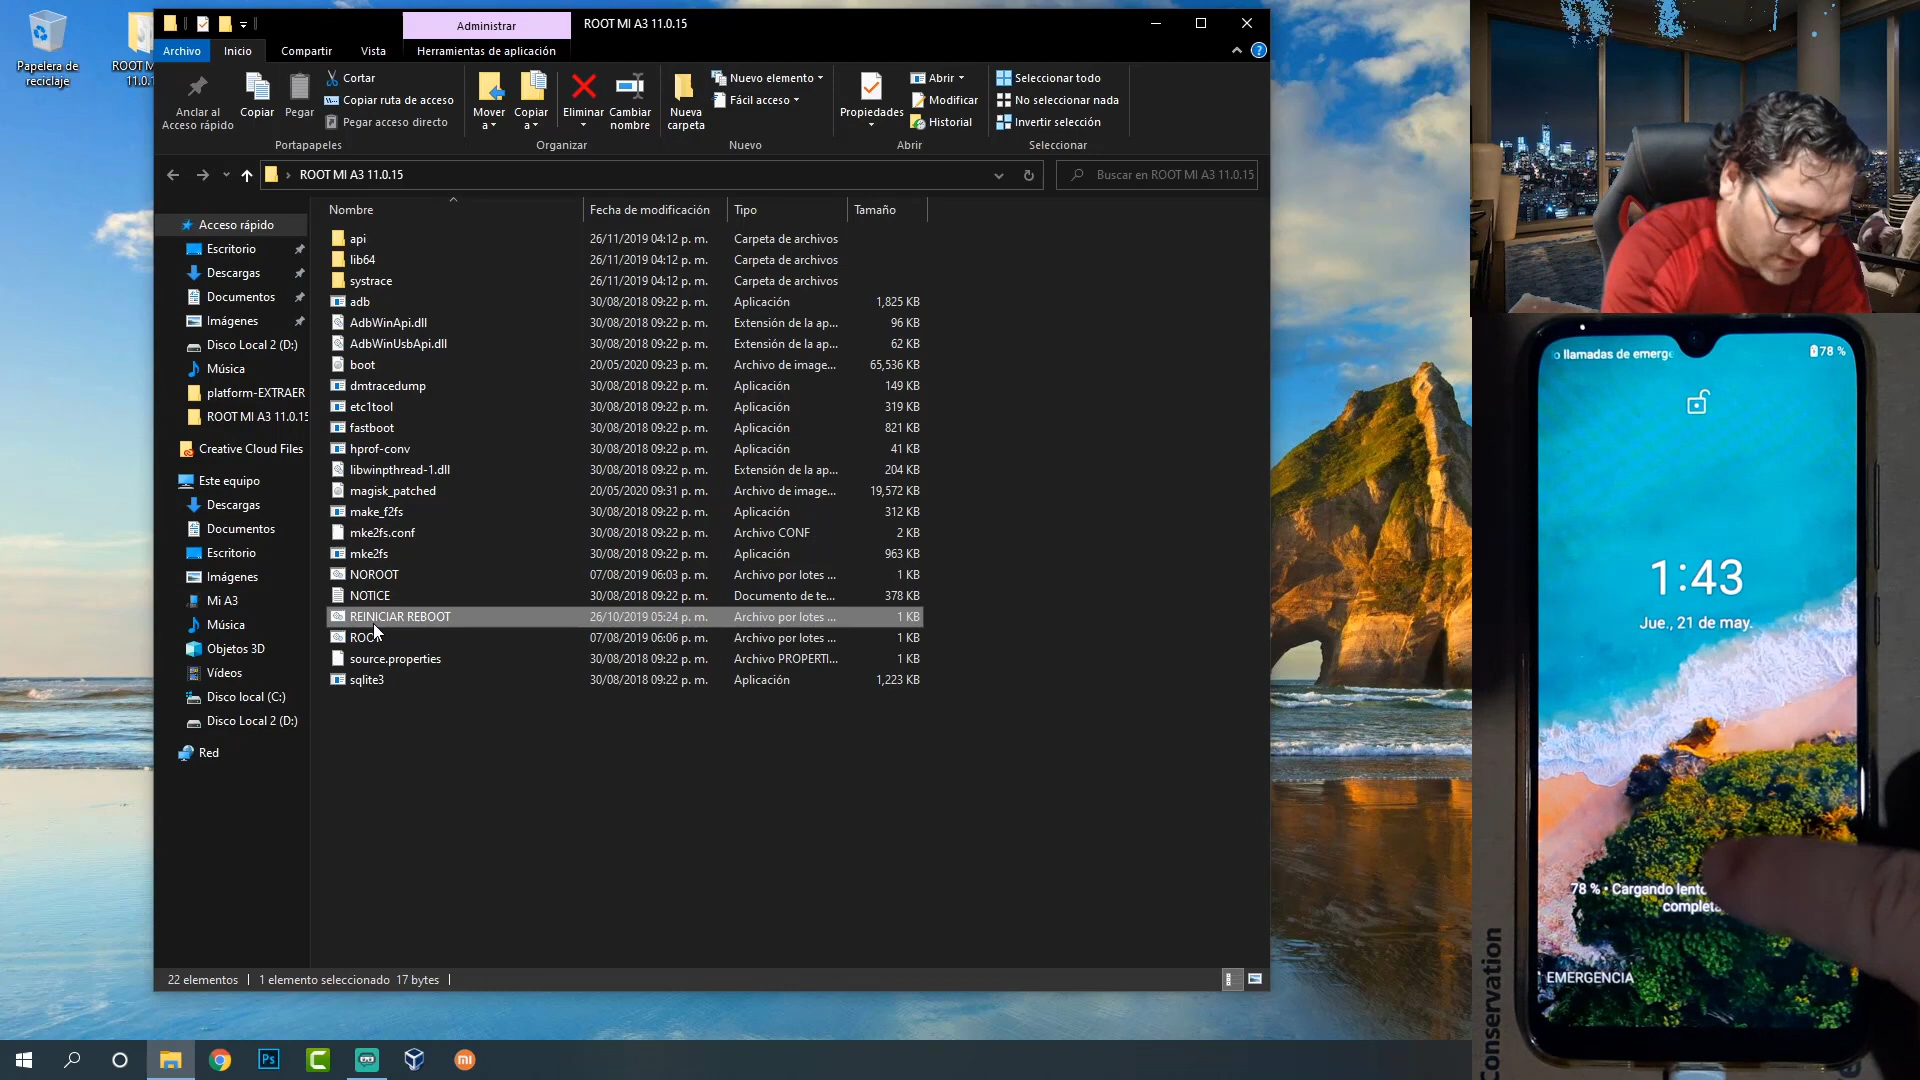 Papelera de
reciclaje
ROOT
11.0.1
Administrar
ROOT MI A3 11.0.15
Archivo
Inicio
Compartir
Vista
Herramientas de aplicación
Anclar al
Acceso rápido
Copiar
Pegar
Cortar
Copiar ruta de acceso
Pegar acceso directo
Portapapeles
Mover
a
Copiar
a
Eliminar
Cambiar
nombre
Organizar
Nueva
carpeta
Nuevo elemento
Fácil acceso
Nuevo
Propiedades
Abrir
Modificar
Historial
Abrir
Seleccionar todo
No seleccionar nada
Invertir selección
Seleccionar
ROOT MI A3 11.0.15
Buscar en ROOT MI A3 11.0.15
Nombre Fecha de modificación Tipo Tamaño
Acceso rápido
Escritorio
Descargas
Documentos
Imágenes
Disco Local 2 (D:)
Música
platform-EXTRAER
ROOT MI A3 11.0.15
Creative Cloud Files
Este equipo
Descargas
Documentos
Escritorio
Imágenes
Mi A3
Música
Objetos 3D
Vídeos
Disco local (C:)
Disco Local 2 (D:)
Red
api 26/11/2019 04:12 p. m. Carpeta de archivos
lib64 26/11/2019 04:12 p. m. Carpeta de archivos
systrace 26/11/2019 04:12 p. m. Carpeta de archivos
adb 30/08/2018 09:22 p. m. Aplicación 1,825 KB
AdbWinApi.dll 30/08/2018 09:22 p. m. Extensión de la ap... 96 KB
AdbWinUsbApi.dll 30/08/2018 09:22 p. m. Extensión de la ap... 62 KB
boot 20/05/2020 09:23 p. m. Archivo de image... 65,536 KB
dmtracedump 30/08/2018 09:22 p. m. Aplicación 149 KB
etc1tool 30/08/2018 09:22 p. m. Aplicación 319 KB
fastboot 30/08/2018 09:22 p. m. Aplicación 821 KB
hprof-conv 30/08/2018 09:22 p. m. Aplicación 41 KB
libwinpthread-1.dll 30/08/2018 09:22 p. m. Extensión de la ap... 204 KB
magisk_patched 20/05/2020 09:31 p. m. Archivo de image... 19,572 KB
make_f2fs 30/08/2018 09:22 p. m. Aplicación 312 KB
mke2fs.conf 30/08/2018 09:22 p. m. Archivo CONF 2 KB
mke2fs 30/08/2018 09:22 p. m. Aplicación 963 KB
NOROOT 07/08/2019 06:03 p. m. Archivo por lotes ... 1 KB
NOTICE 30/08/2018 09:22 p. m. Documento de te... 378 KB
REINICIAR REBOOT 26/10/2019 05:24 p. m. Archivo por lotes ... 1 KB
ROOT 07/08/2019 06:06 p. m. Archivo por lotes ... 1 KB
source.properties 30/08/2018 09:22 p. m. Archivo PROPERTI... 1 KB
sqlite3 30/08/2018 09:22 p. m. Aplicación 1,223 KB
22 elementos
1 elemento seleccionado 17 bytes
Ps
C
mi
o llamadas de emerge
78 %
1:43
Jue., 21 de may.
78 % • Cargando lento
completa
EMERGENCIA
Conservation